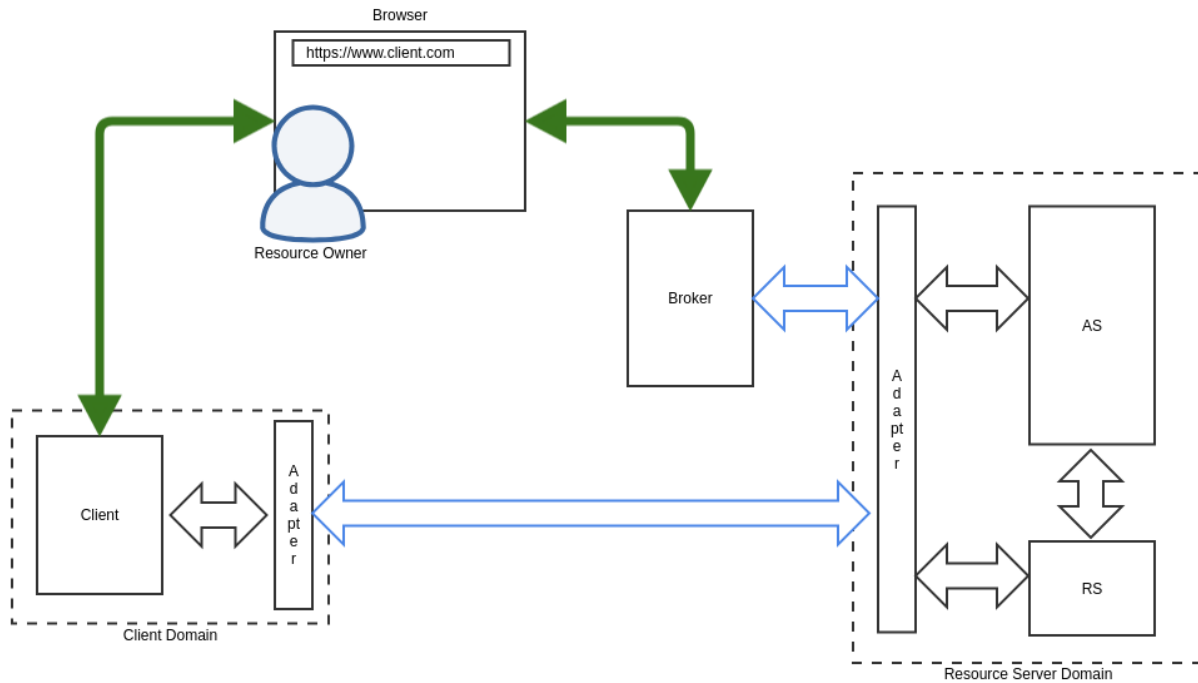 Browser
https://www.client.com
Resource Owner
Broker
AS
A
d
a
pt
e
r
Client
A
d
a
pt
e
r
RS
Client Domain
Resource Server Domain